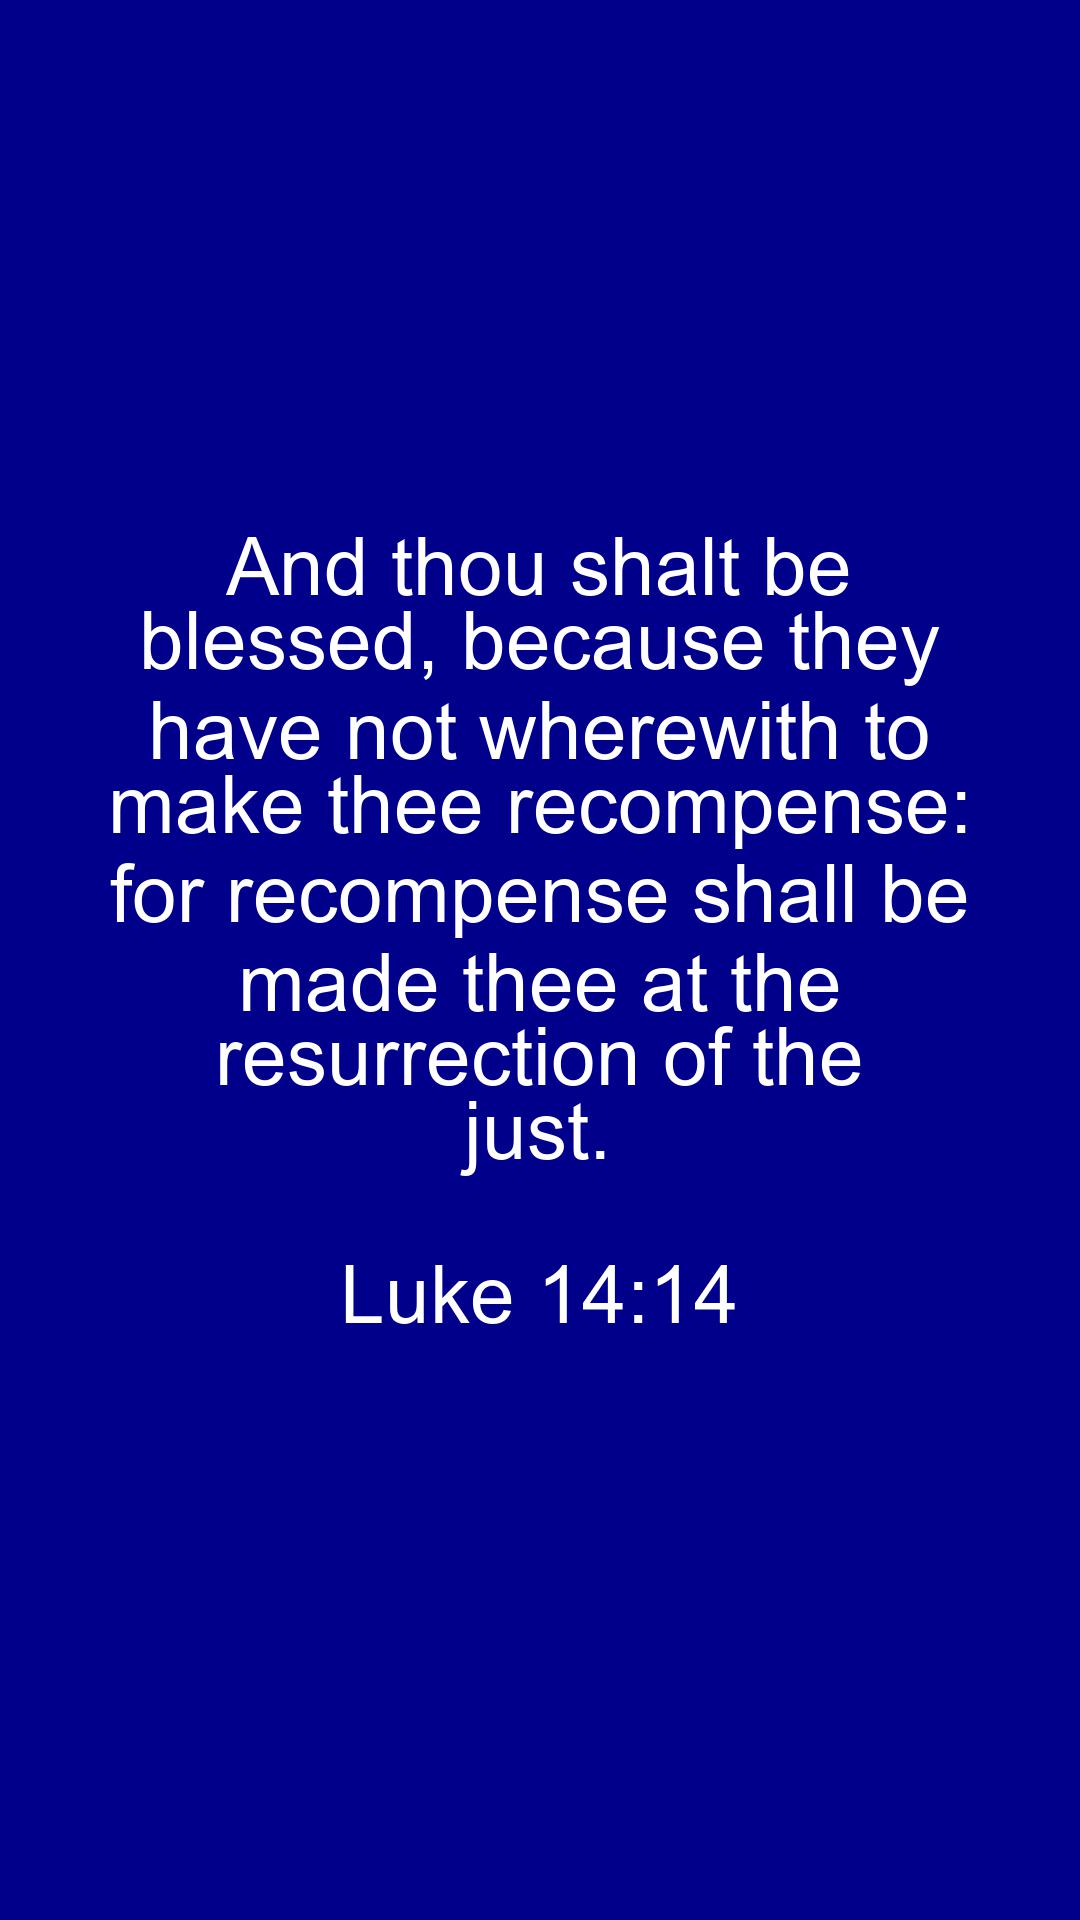 And thou shalt be
blessed, because they
have not wherewith to
make thee recompense:
for recompense shall be
made thee at the
resurrection of the
just.
Luke 14:14